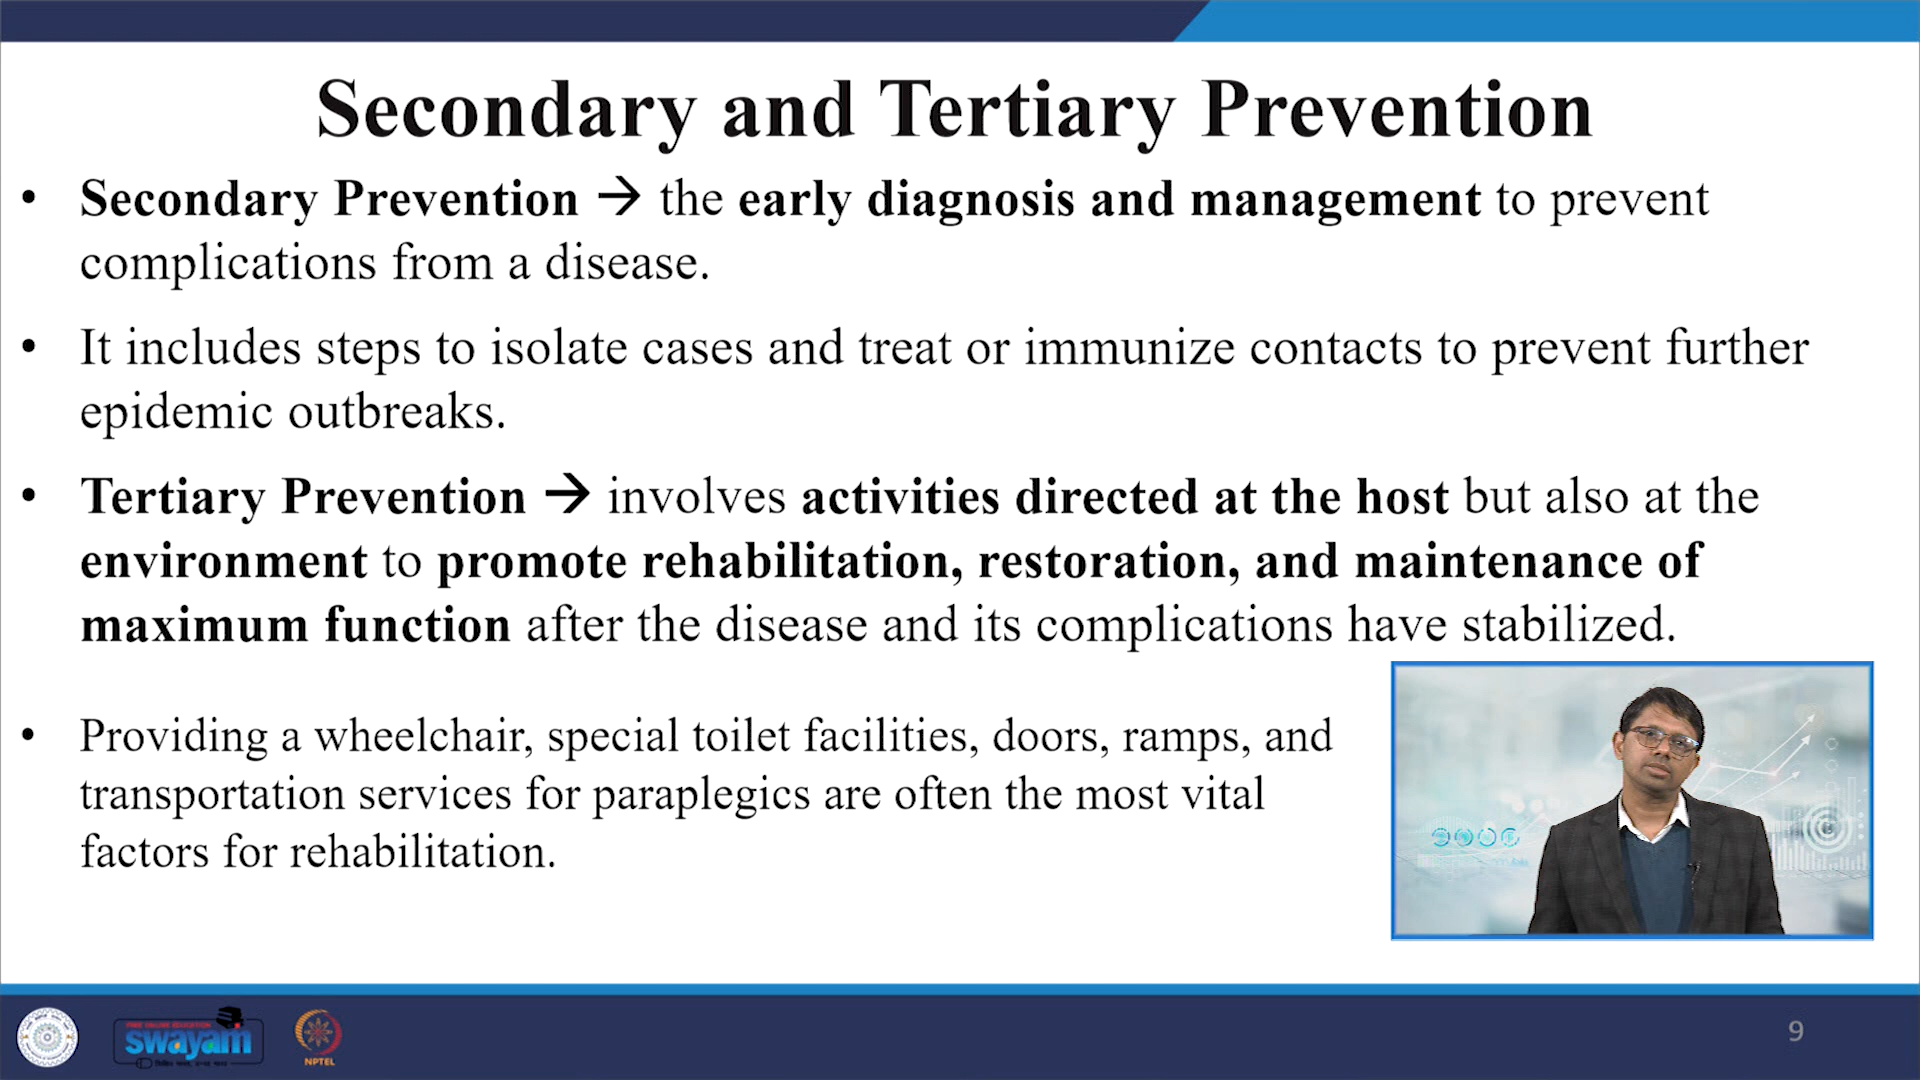 Secondary and Tertiary Prevention
• Secondary Prevention → the early diagnosis and management to prevent
complications from a disease.
• It includes steps to isolate cases and treat or immunize contacts to prevent further
epidemic outbreaks.
• Tertiary Prevention → involves activities directed at the host but also at the
environment to promote rehabilitation, restoration, and maintenance of
maximum function after the disease and its complications have stabilized.
• Providing a wheelchair, special toilet facilities, doors, ramps, and
transportation services for paraplegics are often the most vital
factors for rehabilitation.
swayam
NPTEL
9